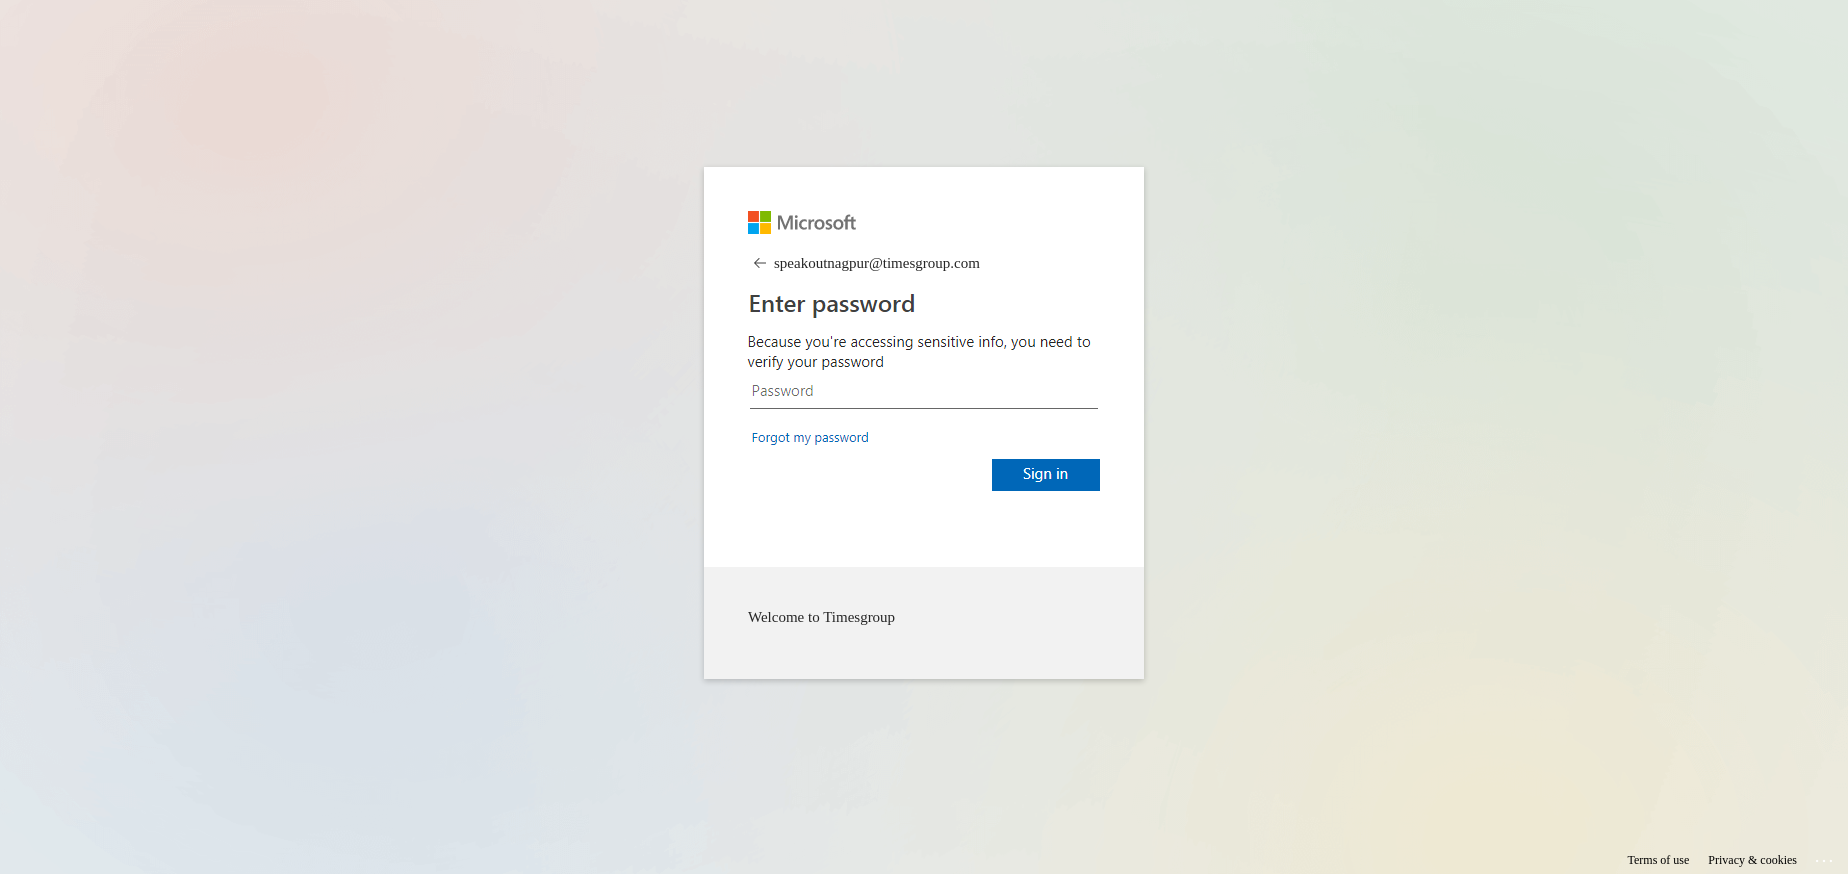 Microsoft
speakoutnagpur@timesgroup.com
Enter password
Because you're accessing sensitive info, you need to
verify your password
Password
Forgot my password
Sign in
Welcome to Timesgroup
Terms of use Privacy & cookies ...